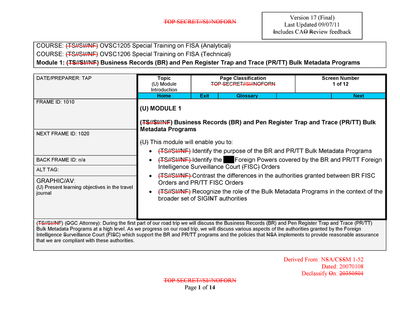 TOP SECRET//SI//NOFORN
Version 17 (Final)
Last Updated 09/07/11
Includes CAO Review feedback
COURSE: (TS//SI//NF) OVSC1205 Special Training on FISA (Analytical)
COURSE: (TS//SI//NF) OVSC1206 Special Training on FISA (Technical)
Module 1: (TS//SI//NF) Business Records (BR) and Pen Register Trap and Trace (PR/TT) Bulk Metadata Programs
DATE/PREPARER: TAP
Topic
(U) Module
Introduction
Page Classification
TOP SECRET//SI//NOFORN
Screen Number
1 of 12
Home Exit Glossary Next
FRAME ID: 1010
NEXT FRAME ID: 1020
BACK FRAME ID: n/a
ALT TAG:
GRAPHIC/AV:
(U) Present learning objectives in the travel
journal
(U) MODULE 1
(TS//SI//NF) Business Records (BR) and Pen Register Trap and Trace (PR/TT) Bulk
Metadata Programs
(U) This module will enable you to:
• (TS//SI//NF) Identify the purpose of the BR and PR/TT Bulk Metadata Programs
• (TS//SI//NF) Identify the Foreign Powers covered by the BR and PR/TT Foreign
Intelligence Surveillance Court (FISC) Orders
• (TS//SI//NF) Contrast the differences in the authorities granted between BR FISC
Orders and PR/TT FISC Orders
• (TS//SI//NF) Recognize the role of the Bulk Metadata Programs in the context of the
broader set of SIGINT authorities
(TS//SI//NF) (OGC Attorney): During the first part of our road trip we will discuss the Business Records (BR) and Pen Register Trap and Trace (PR/TT)
Bulk Metadata Programs at a high level. As we progress on our road trip, we will discuss various aspects of the authorities granted by the Foreign
Intelligence Surveillance Court (FISC) which support the BR and PR/TT programs and the policies that NSA implements to provide reasonable assurance
that we are compliant with these authorities.
Derived From: NSA/CSSM 1-52
Dated: 20070108
Declassify On: 20350501
TOP SECRET//SI//NOFORN
Page 1 of 14